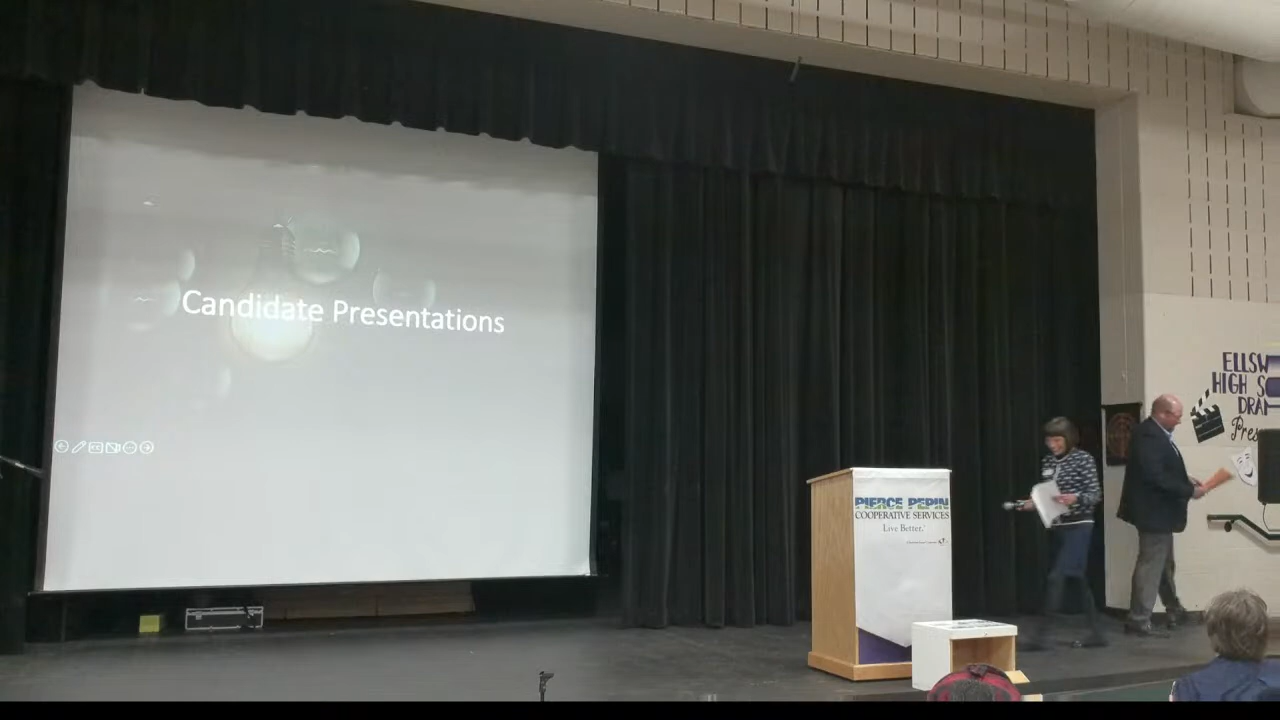 Candidate Presentations
PIERCE PEPIN
COOPERATIVE SERVICES
Live Better.
ELLSW
HIGH S
DRA
Pres